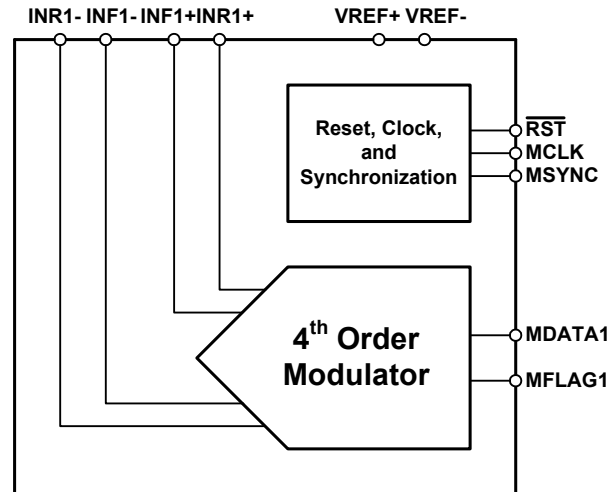 INR1- INF1- INF1+ INR1+ VREF+ VREF-
Reset, Clock,
and
Synchronization
RST
MCLK
MSYNC
4th Order
Modulator
MDATA1
MFLAG1